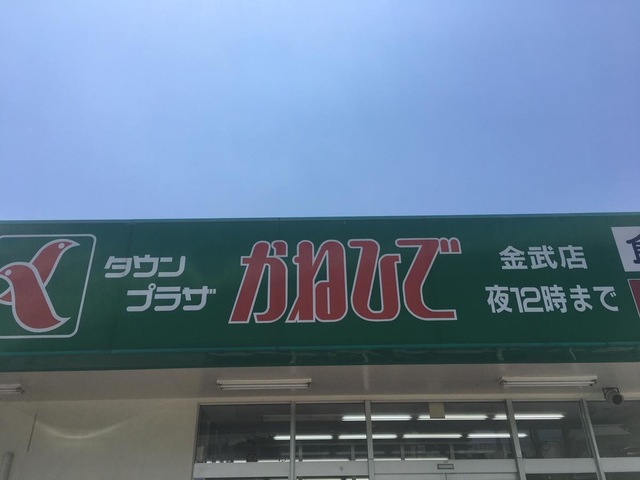 タウン
プラザ
かねひで
金武店
夜12時まで